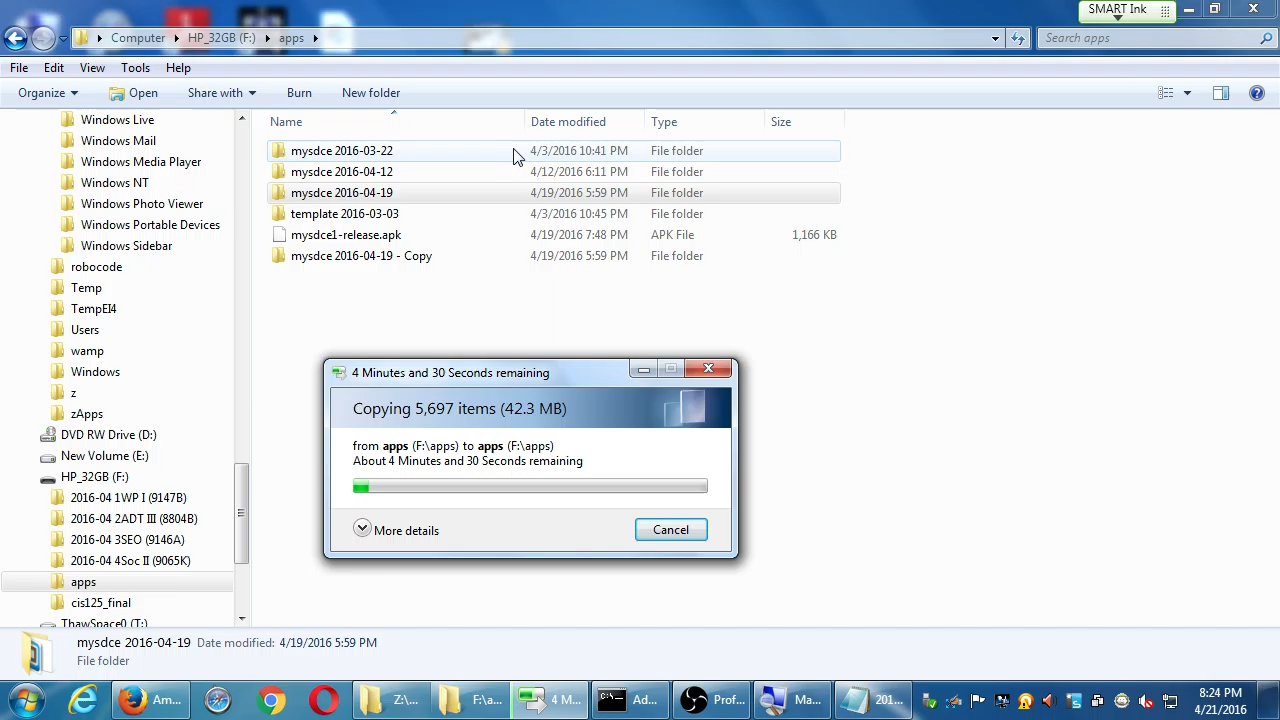 SMART Ink
Computer HP_32GB (F:) apps
Search apps
File Edit View Tools Help
Organize Open Share with Burn New folder
Windows Live
Windows Mail
Windows Media Player
Windows NT
Windows Photo Viewer
Windows Portable Devices
Windows Sidebar
robocode
Temp
TempEI4
Users
wamp
Windows
z
zApps
DVD RW Drive (D:)
New Volume (E:)
HP_32GB (F:)
2016-04 1WP I (9147B)
2016-04 2ADT III (8804B)
2016-04 3SEO (9146A)
2016-04 4Soc II (9065K)
apps
cis125_final
ThawSpace0 (T:)
Name Date modified Type Size
mysdce 2016-03-22 4/3/2016 10:41 PM File folder
mysdce 2016-04-12 4/12/2016 6:11 PM File folder
mysdce 2016-04-19 4/19/2016 5:59 PM File folder
template 2016-03-03 4/3/2016 10:45 PM File folder
mysdce1-release.apk 4/19/2016 7:48 PM APK File 1,166 KB
mysdce 2016-04-19 - Copy 4/19/2016 5:59 PM File folder
4 Minutes and 30 Seconds remaining
Copying 5,697 items (42.3 MB)
from apps (F:\apps) to apps (F:\apps)
About 4 Minutes and 30 Seconds remaining
More details Cancel
mysdce 2016-04-19 Date modified: 4/19/2016 5:59 PM
File folder
Am... Z:\... F:\a... 4 M... Ad... Prof... Ma... 201...
8:24 PM
4/21/2016